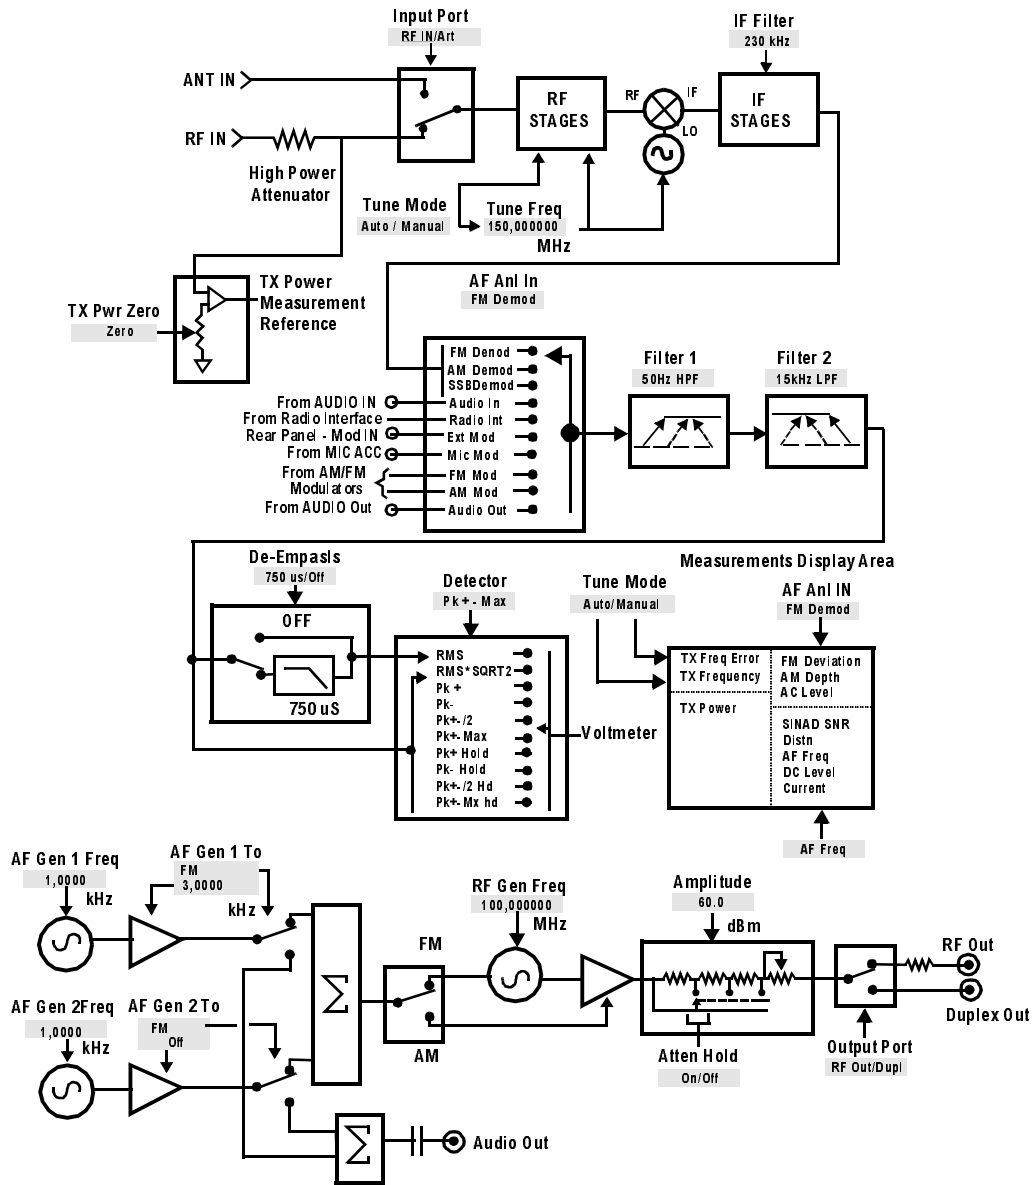 Input Port
RF IN/Art
IF Filter
230 kHz
ANT IN
RF IN
High Power
Attenuator
RF
STAGES
RF
IF
LO
IF
STAGES
Tune Mode
Auto / Manual
Tune Freq
150,000000
MHz
TX Pwr Zero
Zero
TX Power
Measurement
Reference
AF Anl In
FM Demod
FM Denod
AM Demod
SSBDemod
Audio In
Radio Int
Ext Mod
Mic Mod
FM Mod
AM Mod
Audio Out
From AUDIO IN
From Radio Interface
Rear Panel - Mod IN
From MIC ACC
From AM/FM
Modulators
From AUDIO Out
Filter 1
50Hz HPF
Filter 2
15kHz LPF
De-Empasls
750 us/Off
OFF
750 uS
Detector
Pk + - Max
RMS
RMS*SQRT2
Pk +
Pk-
Pk+-/2
Pk+-Max
Pk+ Hold
Pk- Hold
Pk+-/2 Hd
Pk+-Mx hd
Voltmeter
Measurements Display Area
Tune Mode
Auto/Manual
AF Anl IN
FM Demod
TX Freq Error
TX Frequency
TX Power
FM Deviation
AM Depth
AC Level
SINAD SNR
Distn
AF Freq
DC Level
Current
AF Freq
AF Gen 1 Freq
1,0000
kHz
AF Gen 1 To
FM
3,0000
kHz
AF Gen 2Freq
1,0000
kHz
AF Gen 2 To
FM
Off
Σ
Σ
Audio Out
FM
AM
RF Gen Freq
100,000000
MHz
Amplitude
60.0
dBm
Atten Hold
On/Off
Output Port
RF Out/Dupl
RF Out
Duplex Out